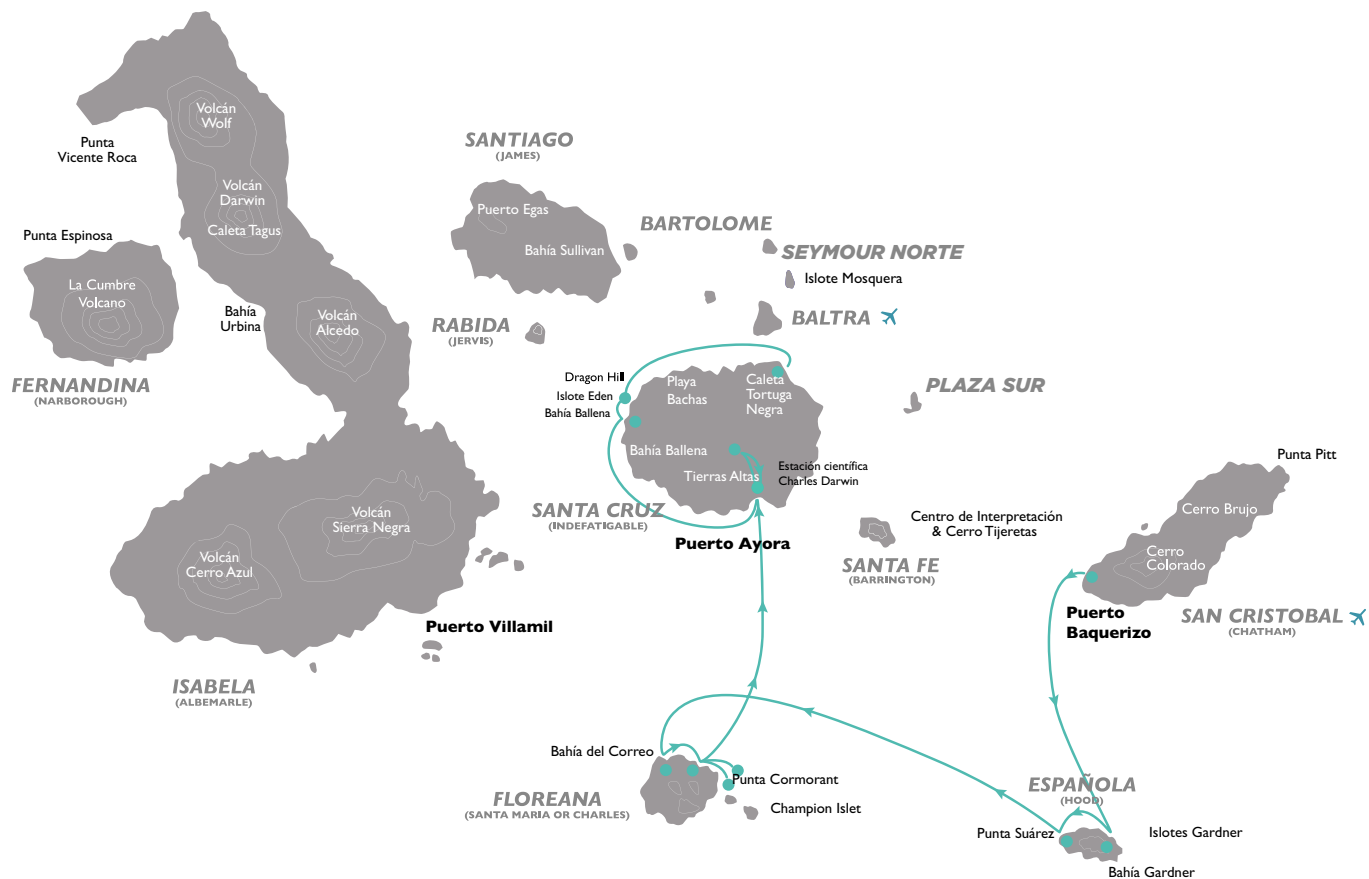 Volcán
Wolf
Punta
Vicente Roca
Volcán
Darwin
Caleta Tagus
Punta Espinosa
La Cumbre
Volcano
FERNANDINA
(NARBOROUGH)
Bahía
Urbina
Volcán
Alcedo
SANTIAGO
(JAMES)
Puerto Egas
Bahía Sullivan
BARTOLOME
SEYMOUR NORTE
Islote Mosquera
RABIDA
(JERVIS)
BALTRA
Dragon Hill
Islote Eden
Bahía Ballena
Playa
Bachas
Caleta
Tortuga
Negra
PLAZA SUR
Bahía Ballena
Tierras Altas
Estación científica
Charles Darwin
SANTA CRUZ
(INDEFATIGABLE)
Puerto Ayora
Volcán
Sierra Negra
Volcán
Cerro Azul
Puerto Villamil
ISABELA
(ALBEMARLE)
SANTA FE
(BARRINGTON)
Centro de Interpretación
& Cerro Tijeretas
Punta Pitt
Cerro Brujo
Cerro
Colorado
Puerto
Baquerizo
SAN CRISTOBAL
(CHATHAM)
Bahía del Correo
FLOREANA
(SANTA MARIA OR CHARLES)
Punta Cormorant
Champion Islet
ESPAÑOLA
(HOOD)
Punta Suárez
Islotes Gardner
Bahía Gardner